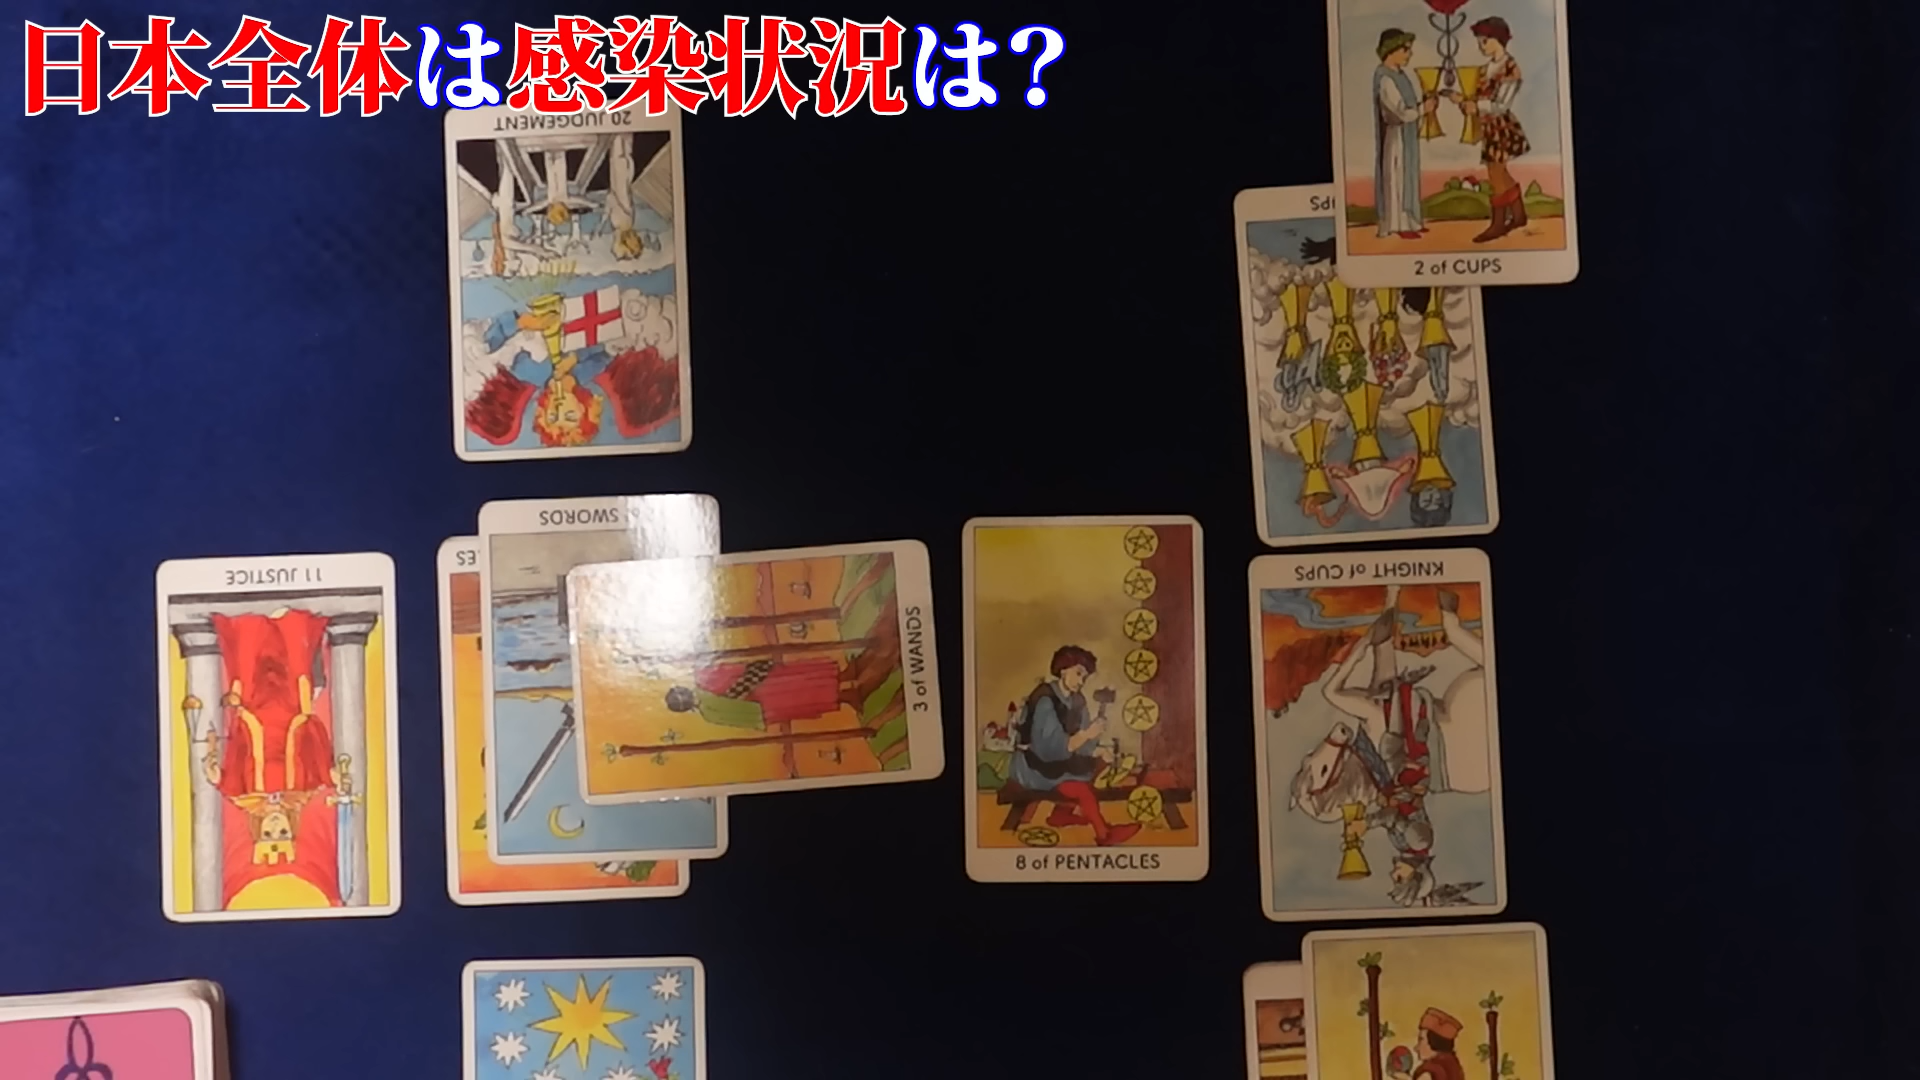 日本全体は感染状況は?
20 JUDGEMENT
2 of CUPS
SWORDS
11 JUSTICE
3 of WANDS
KNIGHT of CUPS
8 of PENTACLES